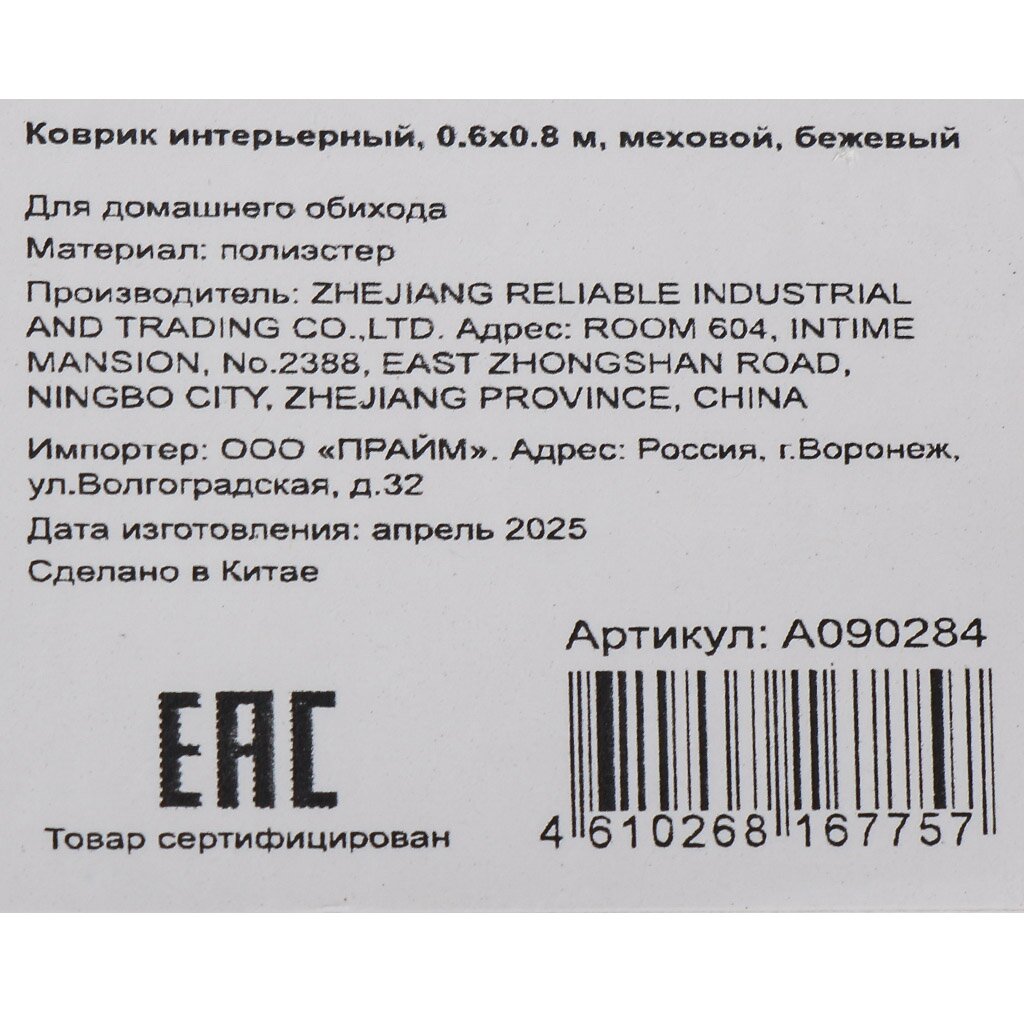 Коврик интерьерный, 0.6х0.8 м, меховой, бежевый
Для домашнего обихода
Материал: полиэстер
Производитель: ZHEJIANG RELIABLE INDUSTRIAL
AND TRADING CO.,LTD. Адрес: ROOM 604, INTIME
MANSION, No.2388, EAST ZHONGSHAN ROAD,
NINGBO CITY, ZHEJIANG PROVINCE, CHINA
Импортер: ООО «ПРАЙМ». Адрес: Россия, г.Воронеж,
ул.Волгоградская, д.32
Дата изготовления: апрель 2025
Сделано в Китае
Артикул: A090284
EAC
Товар сертифицирован
4 610268 167757